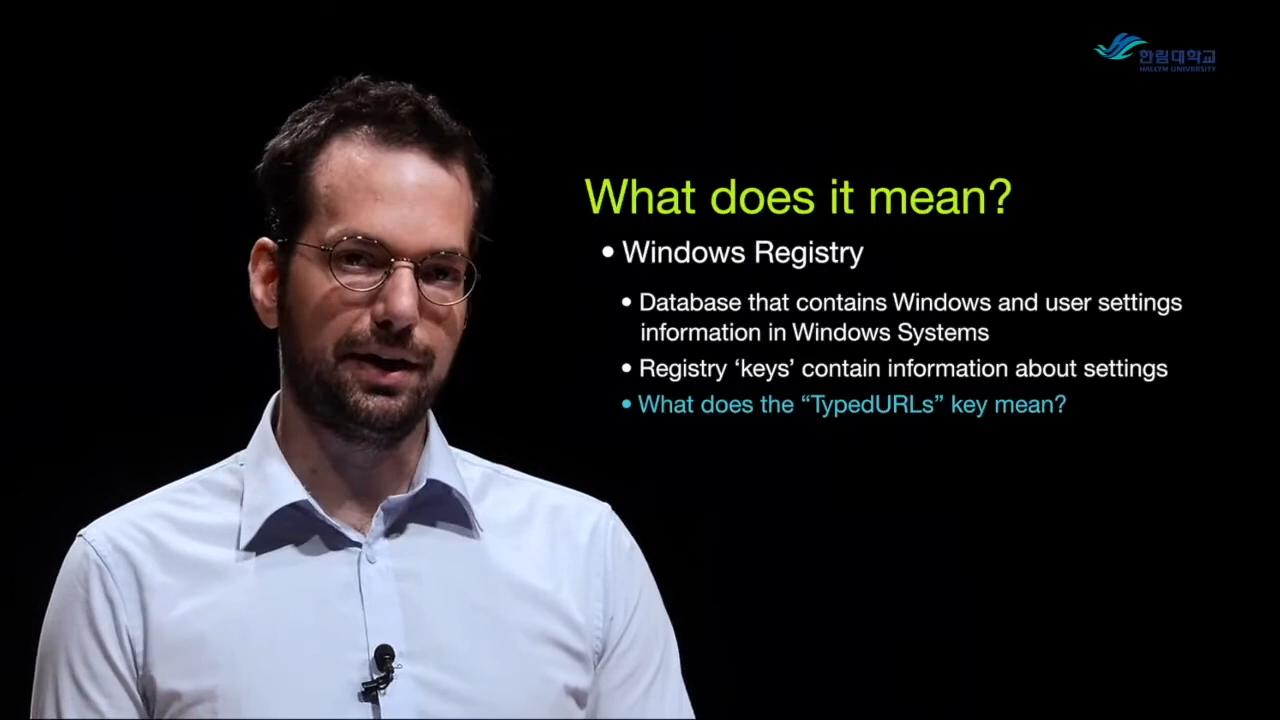 한림대학교
HALLYM UNIVERSITY
What does it mean?
• Windows Registry
• Database that contains Windows and user settings
information in Windows Systems
• Registry ‘keys’ contain information about settings
• What does the “TypedURLs” key mean?